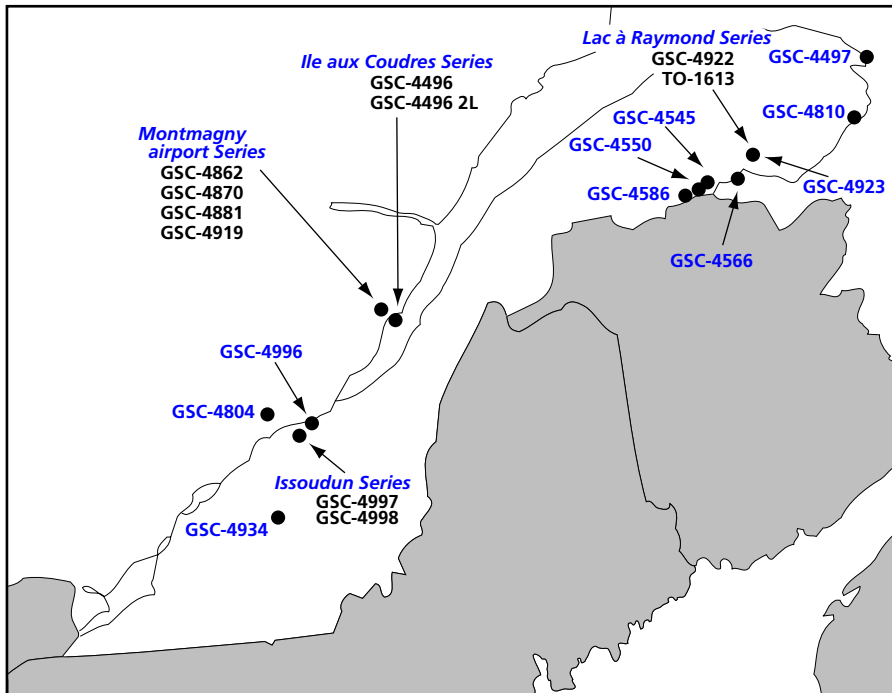 Lac à Raymond Series
GSC-4922
TO-1613
GSC-4497
Ile aux Coudres Series
GSC-4496
GSC-4496 2L
GSC-4545
GSC-4810
Montmagny
airport Series
GSC-4862
GSC-4870
GSC-4881
GSC-4919
GSC-4550
GSC-4586
GSC-4923
GSC-4566
GSC-4996
GSC-4804
Issoudun Series
GSC-4997
GSC-4998
GSC-4934